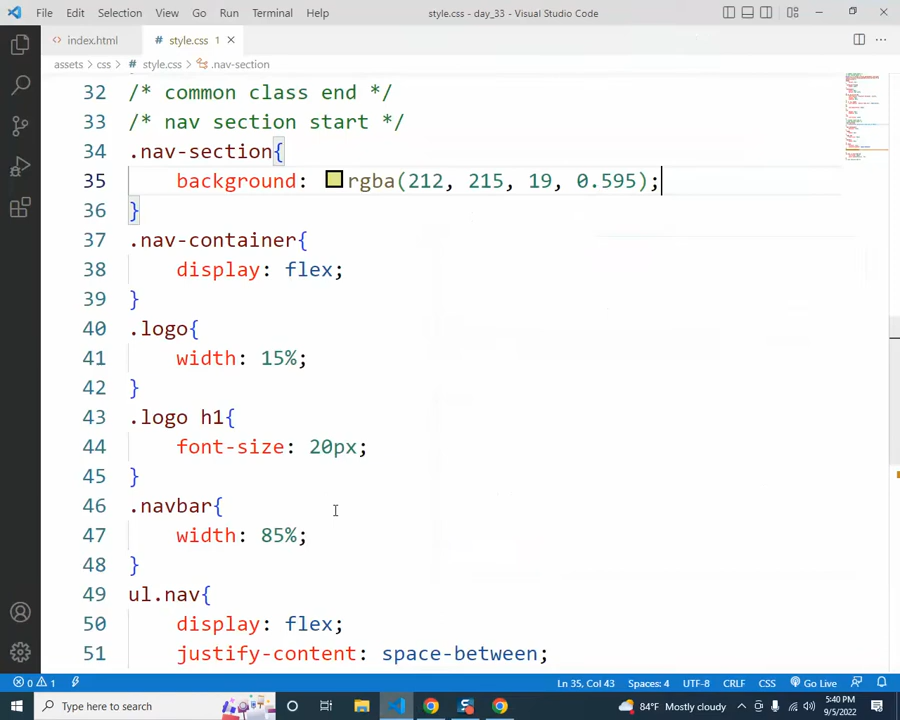 File Edit Selection View Go Run Terminal Help style.css - day_33 - Visual Studio Code
index.html style.css 1
assets > css > style.css > .nav-section
32 /* common class end */
33 /* nav section start */
34 .nav-section{
35 background: rgba(212, 215, 19, 0.595);
36 }
37 .nav-container{
38 display: flex;
39 }
40 .logo{
41 width: 15%;
42 }
43 .logo h1{
44 font-size: 20px;
45 }
46 .navbar{
47 width: 85%;
48 }
49 ul.nav{
50 display: flex;
51 justify-content: space-between;
0 1 Ln 35, Col 43 Spaces: 4 UTF-8 CRLF CSS Go Live
Type here to search 84°F Mostly cloudy 5:40 PM
9/5/2022